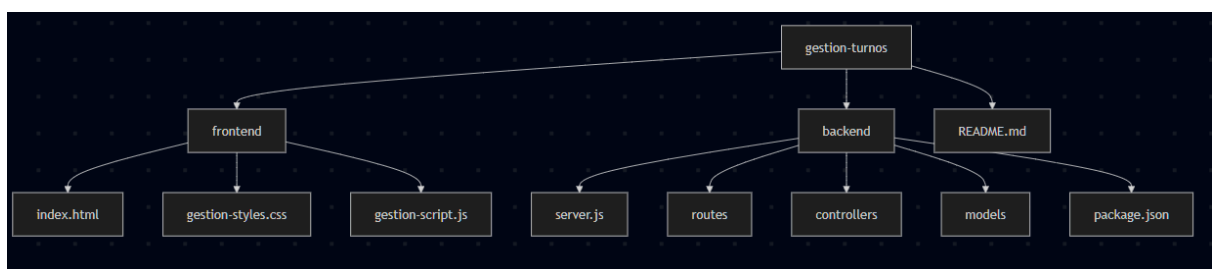 gestion-turnos
frontend
backend
README.md
index.html
gestion-styles.css
gestion-script.js
server.js
routes
controllers
models
package.json